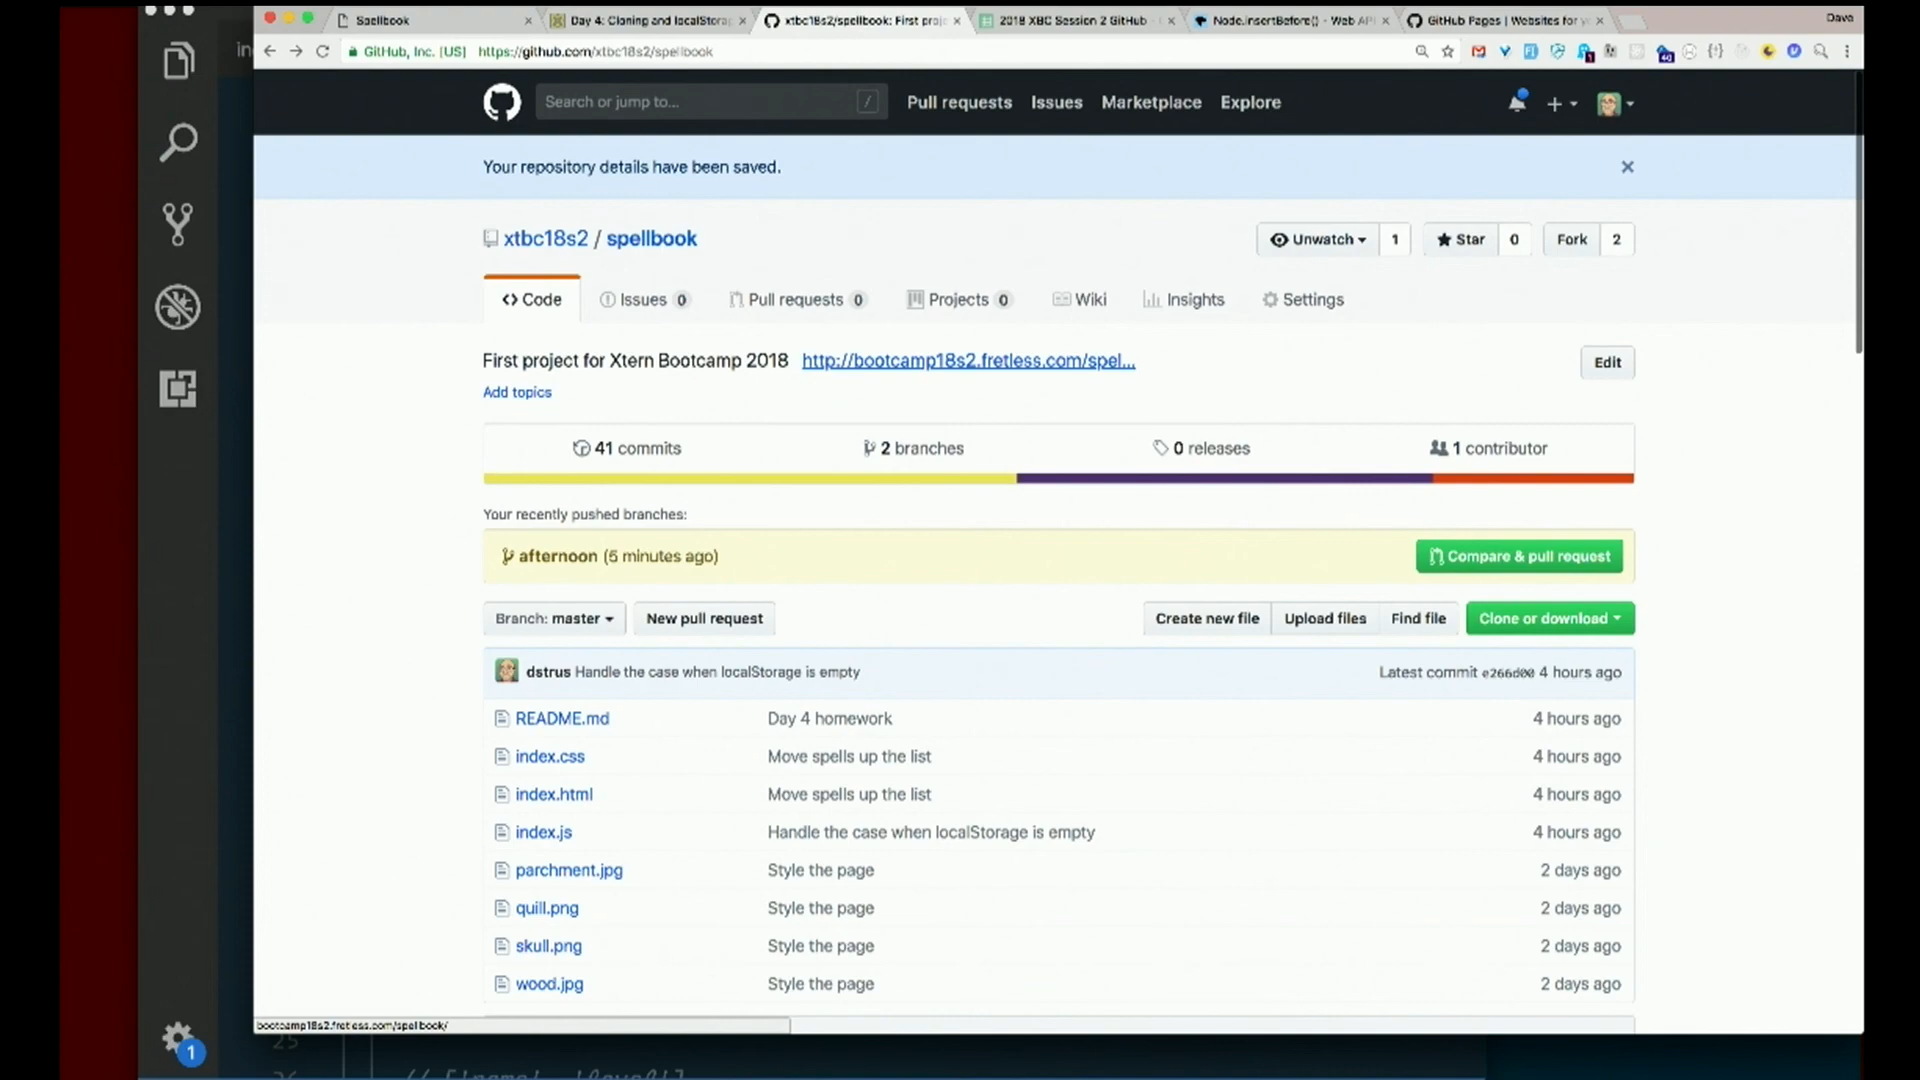 Spellbook
Day 4: Cloning and localStorag
xtbc18s2/spellbook: First proje
2018 XBC Session 2 GitHub -
Node.insertBefore() - Web API
GitHub Pages | Websites for yo
Dave
GitHub, Inc. [US]
https://github.com/xtbc18s2/spellbook
Search or jump to...
/
Pull requests
Issues
Marketplace
Explore
Your repository details have been saved.
xtbc18s2 / spellbook
Unwatch
1
Star
0
Fork
2
Code
Issues 0
Pull requests 0
Projects 0
Wiki
Insights
Settings
First project for Xtern Bootcamp 2018 http://bootcamp18s2.fretless.com/spel...
Edit
Add topics
41 commits
2 branches
0 releases
1 contributor
Your recently pushed branches:
afternoon (5 minutes ago)
Compare & pull request
Branch: master
New pull request
Create new file
Upload files
Find file
Clone or download
dstrus Handle the case when localStorage is empty
Latest commit e266d00 4 hours ago
README.md Day 4 homework 4 hours ago
index.css Move spells up the list 4 hours ago
index.html Move spells up the list 4 hours ago
index.js Handle the case when localStorage is empty 4 hours ago
parchment.jpg Style the page 2 days ago
quill.png Style the page 2 days ago
skull.png Style the page 2 days ago
wood.jpg Style the page 2 days ago
bootcamp18s2.fretless.com/spellbook/
1
25